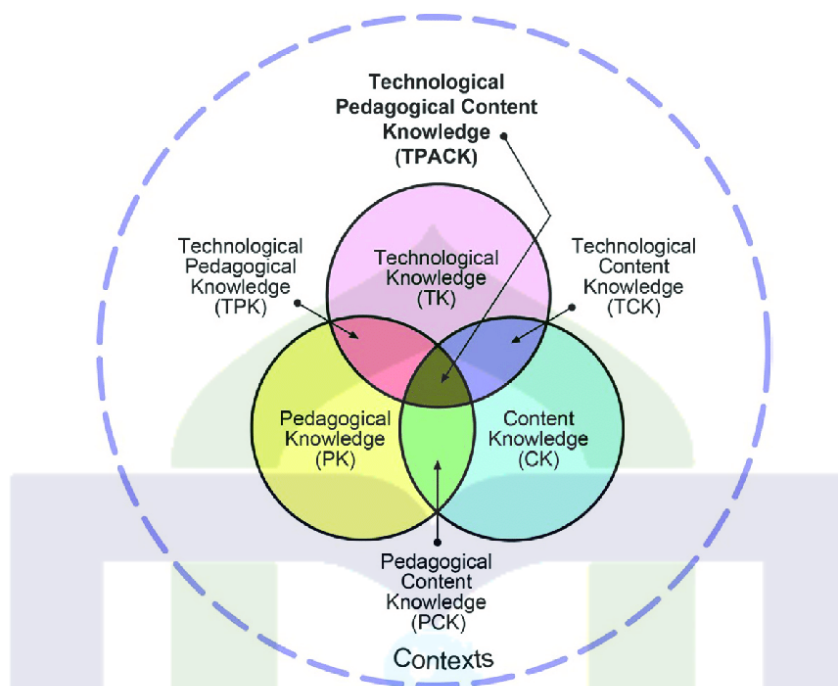 Technological
Pedagogical Content
Knowledge
(TPACK)
Technological
Pedagogical
Knowledge
(TPK)
Technological
Knowledge
(TK)
Technological
Content
Knowledge
(TCK)
Pedagogical
Knowledge
(PK)
Content
Knowledge
(CK)
Pedagogical
Content
Knowledge
(PCK)
Contexts